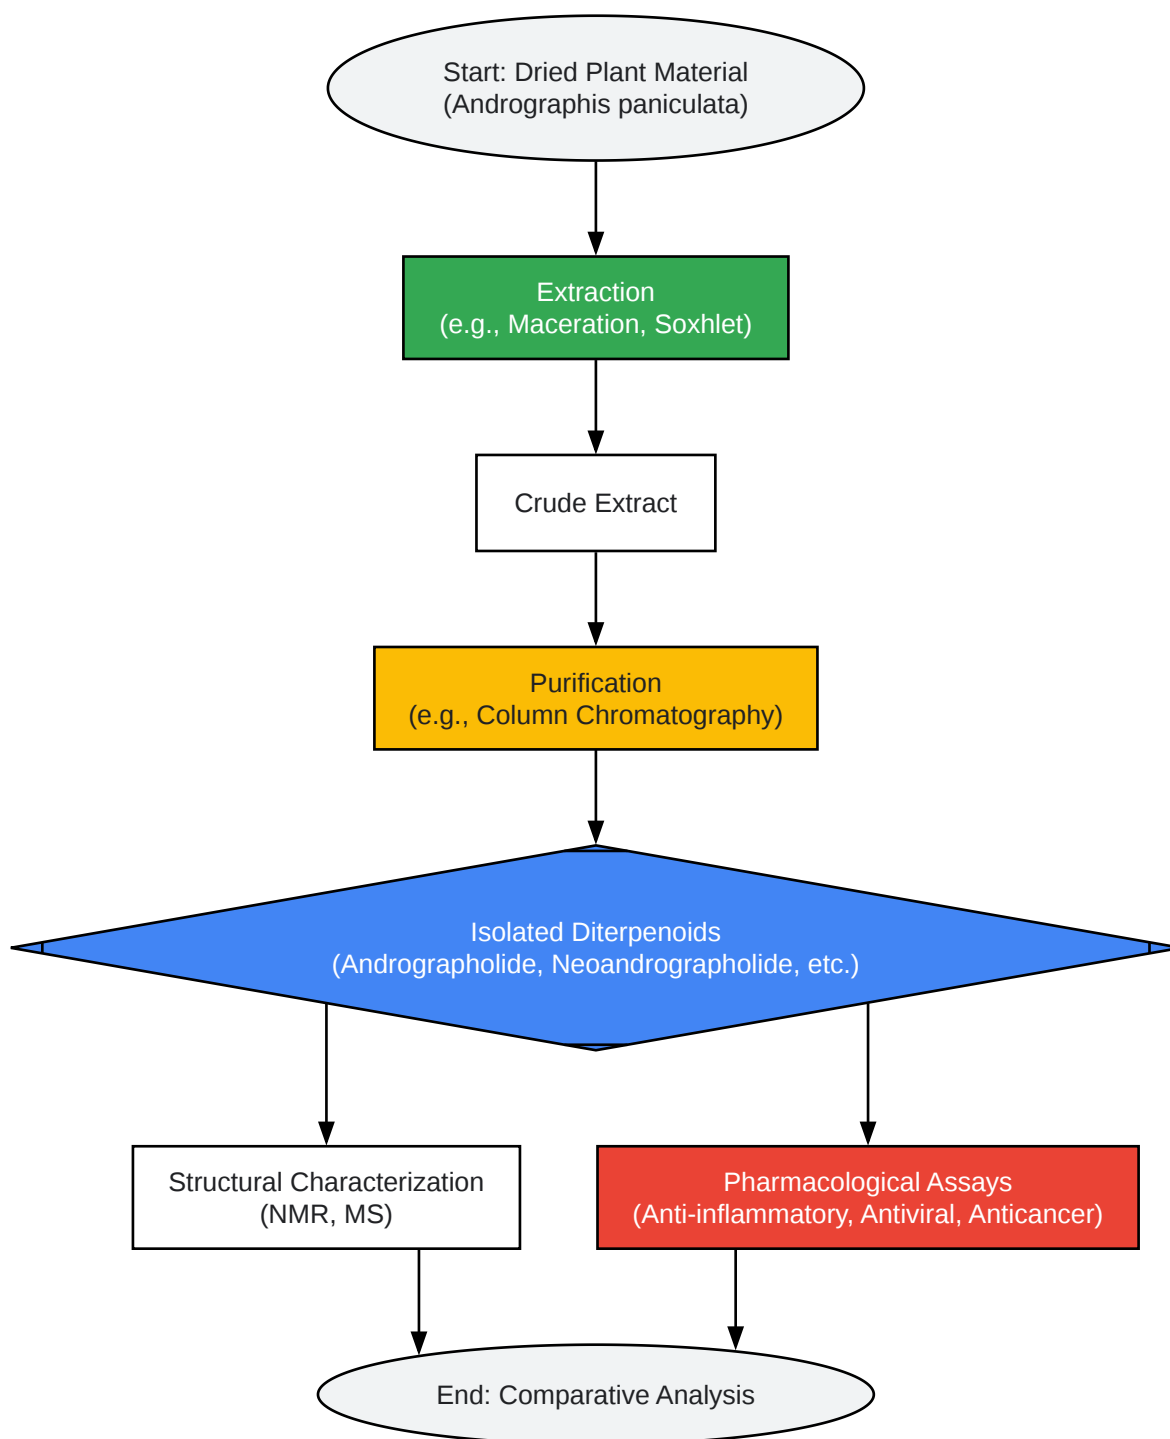 Start: Dried Plant Material
(Andrographis paniculata)
Extraction
(e.g., Maceration, Soxhlet)
Crude Extract
Purification
(e.g., Column Chromatography)
Isolated Diterpenoids
(Andrographolide, Neoandrographolide, etc.)
Structural Characterization
(NMR, MS)
Pharmacological Assays
(Anti-inflammatory, Antiviral, Anticancer)
End: Comparative Analysis